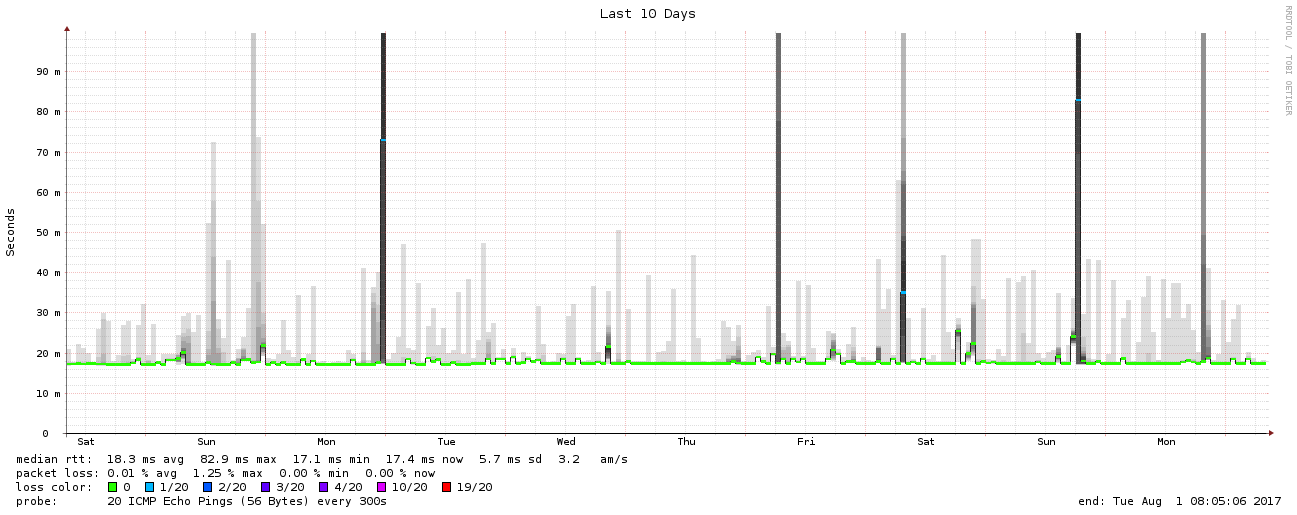 Last 10 Days
RRDTOOL / TOBI OETIKER
Seconds
90 m
80 m
70 m
60 m
50 m
40 m
30 m
20 m
10 m
0
Sat Sun Mon Tue Wed Thu Fri Sat Sun Mon
median rtt: 18.3 ms avg 82.9 ms max 17.1 ms min 17.4 ms now 5.7 ms sd 3.2 am/s
packet loss: 0.01 % avg 1.25 % max 0.00 % min 0.00 % now
loss color: 0 1/20 2/20 3/20 4/20 10/20 19/20
probe: 20 ICMP Echo Pings (56 Bytes) every 300s end: Tue Aug 1 08:05:06 2017